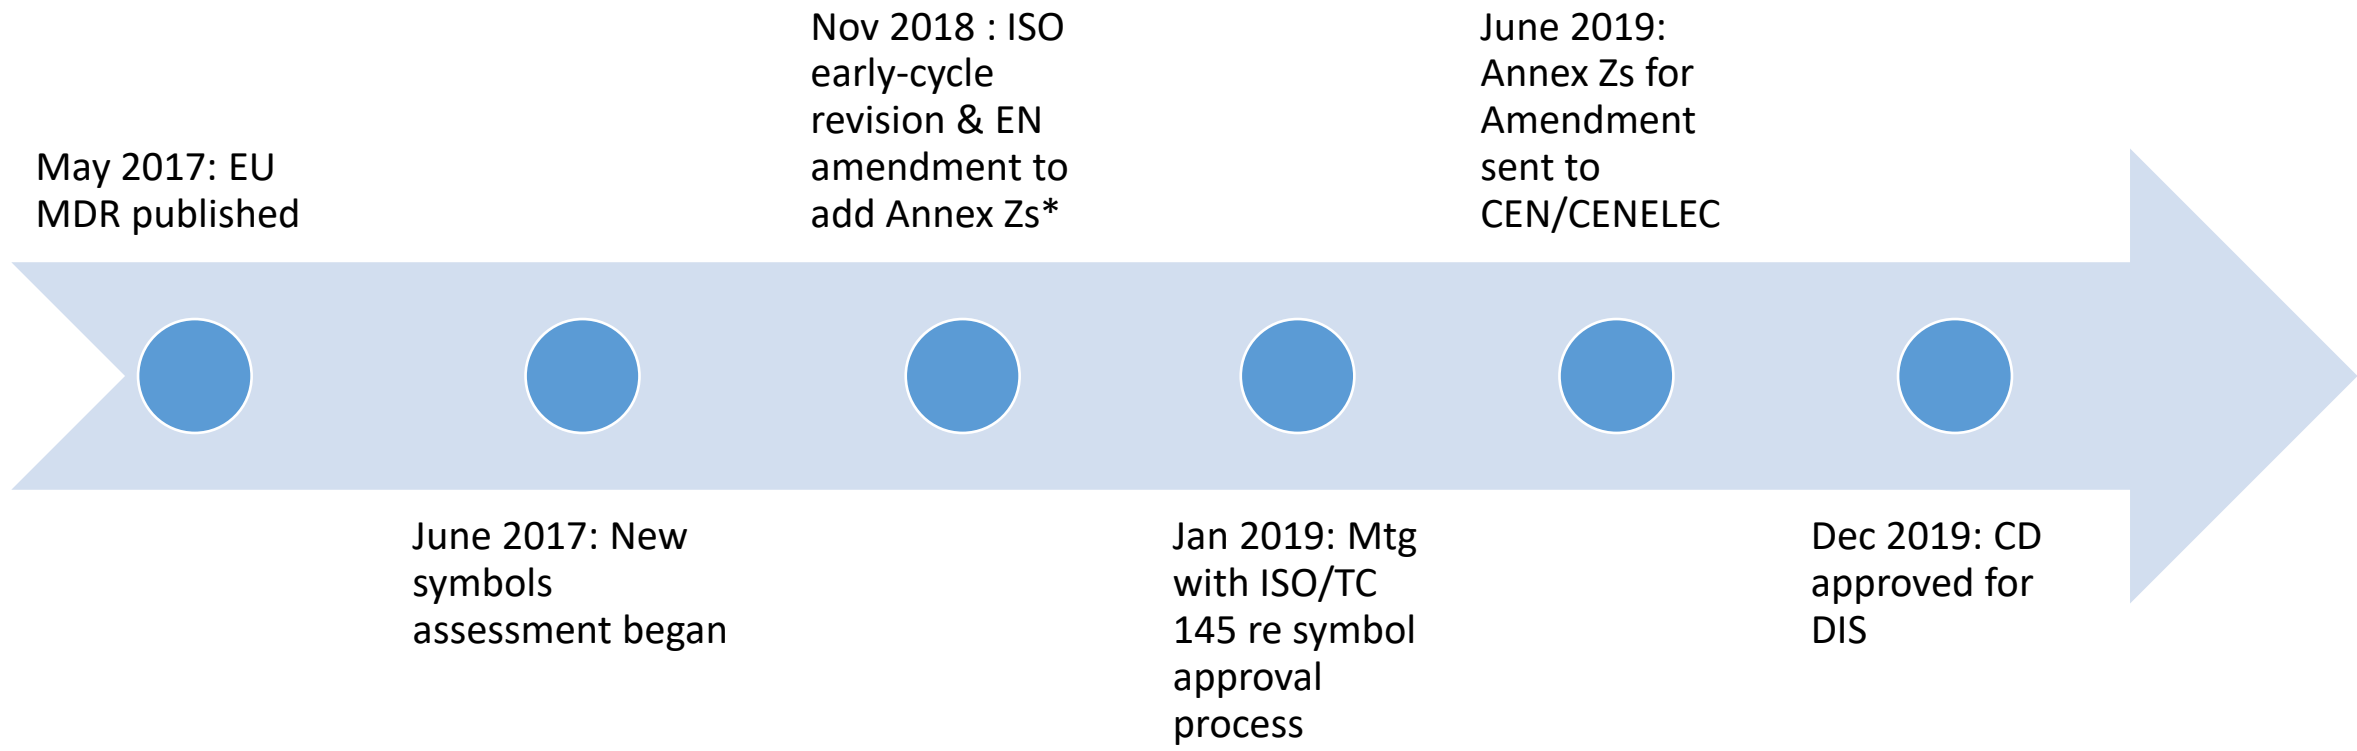 May 2017: EU
MDR published
June 2017: New
symbols
assessment began
Nov 2018 : ISO
early-cycle
revision & EN
amendment to
add Annex Zs*
Jan 2019: Mtg
with ISO/TC
145 re symbol
approval
process
June 2019:
Annex Zs for
Amendment
sent to
CEN/CENELEC
Dec 2019: CD
approved for
DIS